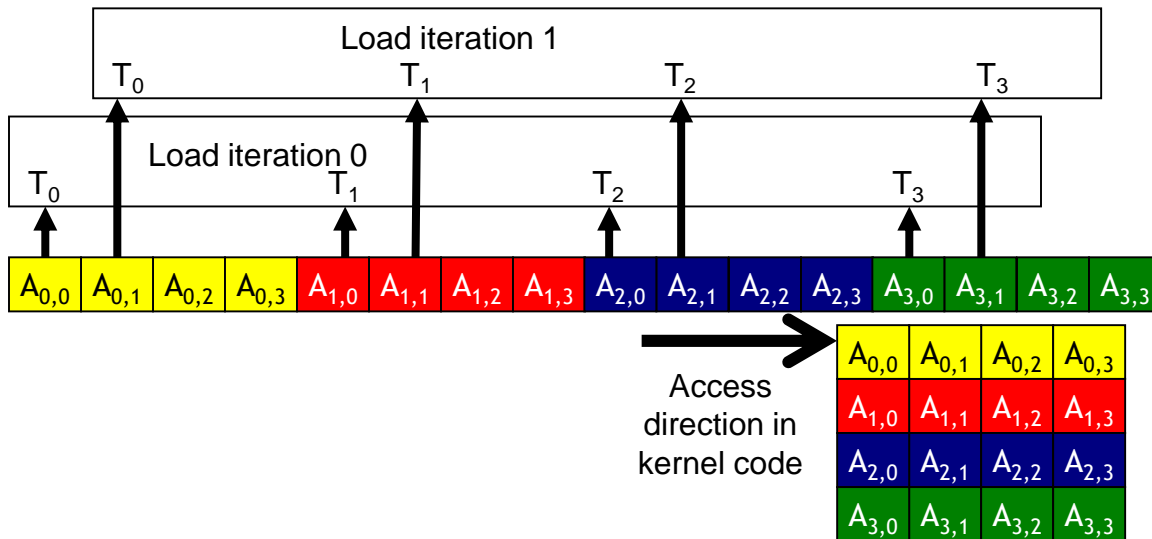 Load iteration 1
T0 T1 T2 T3
Load iteration 0
T0 T1 T2 T3
A0,0 A0,1 A0,2 A0,3 A1,0 A1,1 A1,2 A1,3 A2,0 A2,1 A2,2 A2,3 A3,0 A3,1 A3,2 A3,3
Access
direction in
kernel code
A0,0 A0,1 A0,2 A0,3
A1,0 A1,1 A1,2 A1,3
A2,0 A2,1 A2,2 A2,3
A3,0 A3,1 A3,2 A3,3